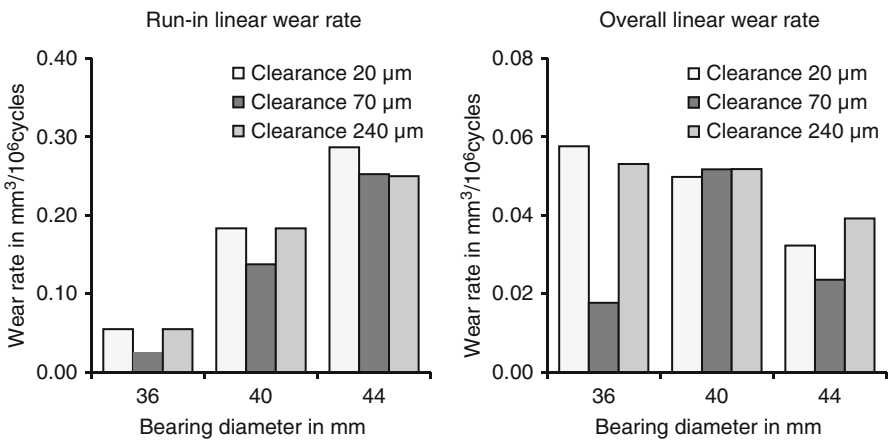 Run-in linear wear rate
0.40
0.30
0.20
0.10
0.00
Wear rate in mm³/10⁶cycles
Clearance 20 µm
Clearance 70 µm
Clearance 240 µm
36 40 44
Bearing diameter in mm
Overall linear wear rate
0.08
0.06
0.04
0.02
0.00
Wear rate in mm³/10⁶cycles
Clearance 20 µm
Clearance 70 µm
Clearance 240 µm
36 40 44
Bearing diameter in mm